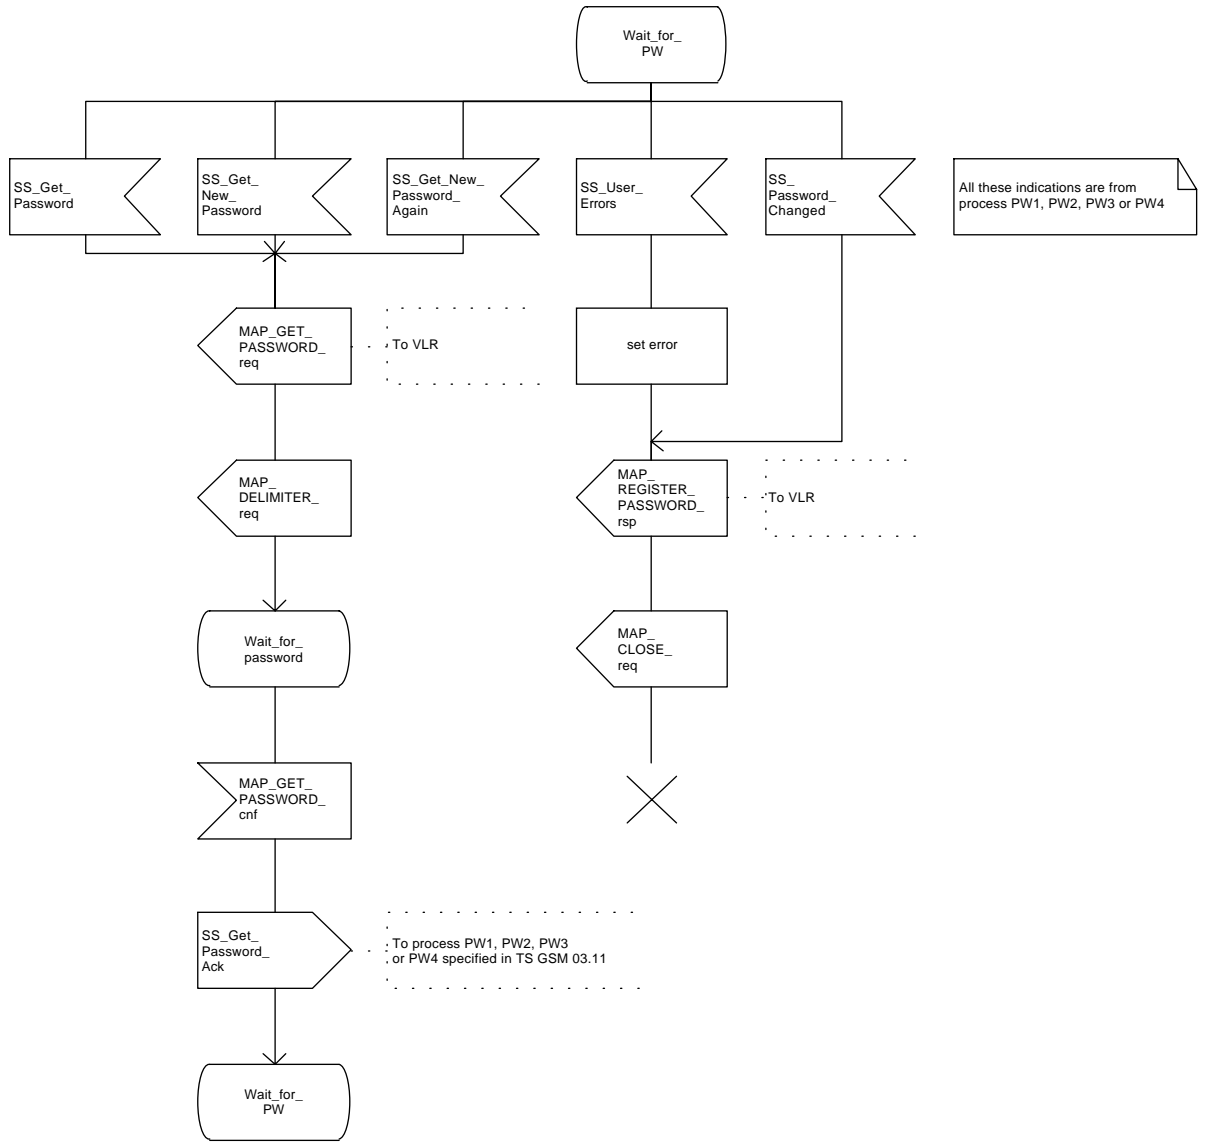 Wait_for_
PW
SS_Get_
Password
SS_Get_
New_
Password
SS_Get_New_
Password_
Again
SS_User_
Errors
SS_
Password_
Changed
All these indications are from
process PW1, PW2, PW3 or PW4
MAP_GET_
PASSWORD_
req
To VLR
set error
MAP_
DELIMITER_
req
MAP_
REGISTER_
PASSWORD_
rsp
To VLR
Wait_for_
password
MAP_
CLOSE_
req
MAP_GET_
PASSWORD_
cnf
SS_Get_
Password_
Ack
To process PW1, PW2, PW3
or PW4 specified in TS GSM 03.11
Wait_for_
PW